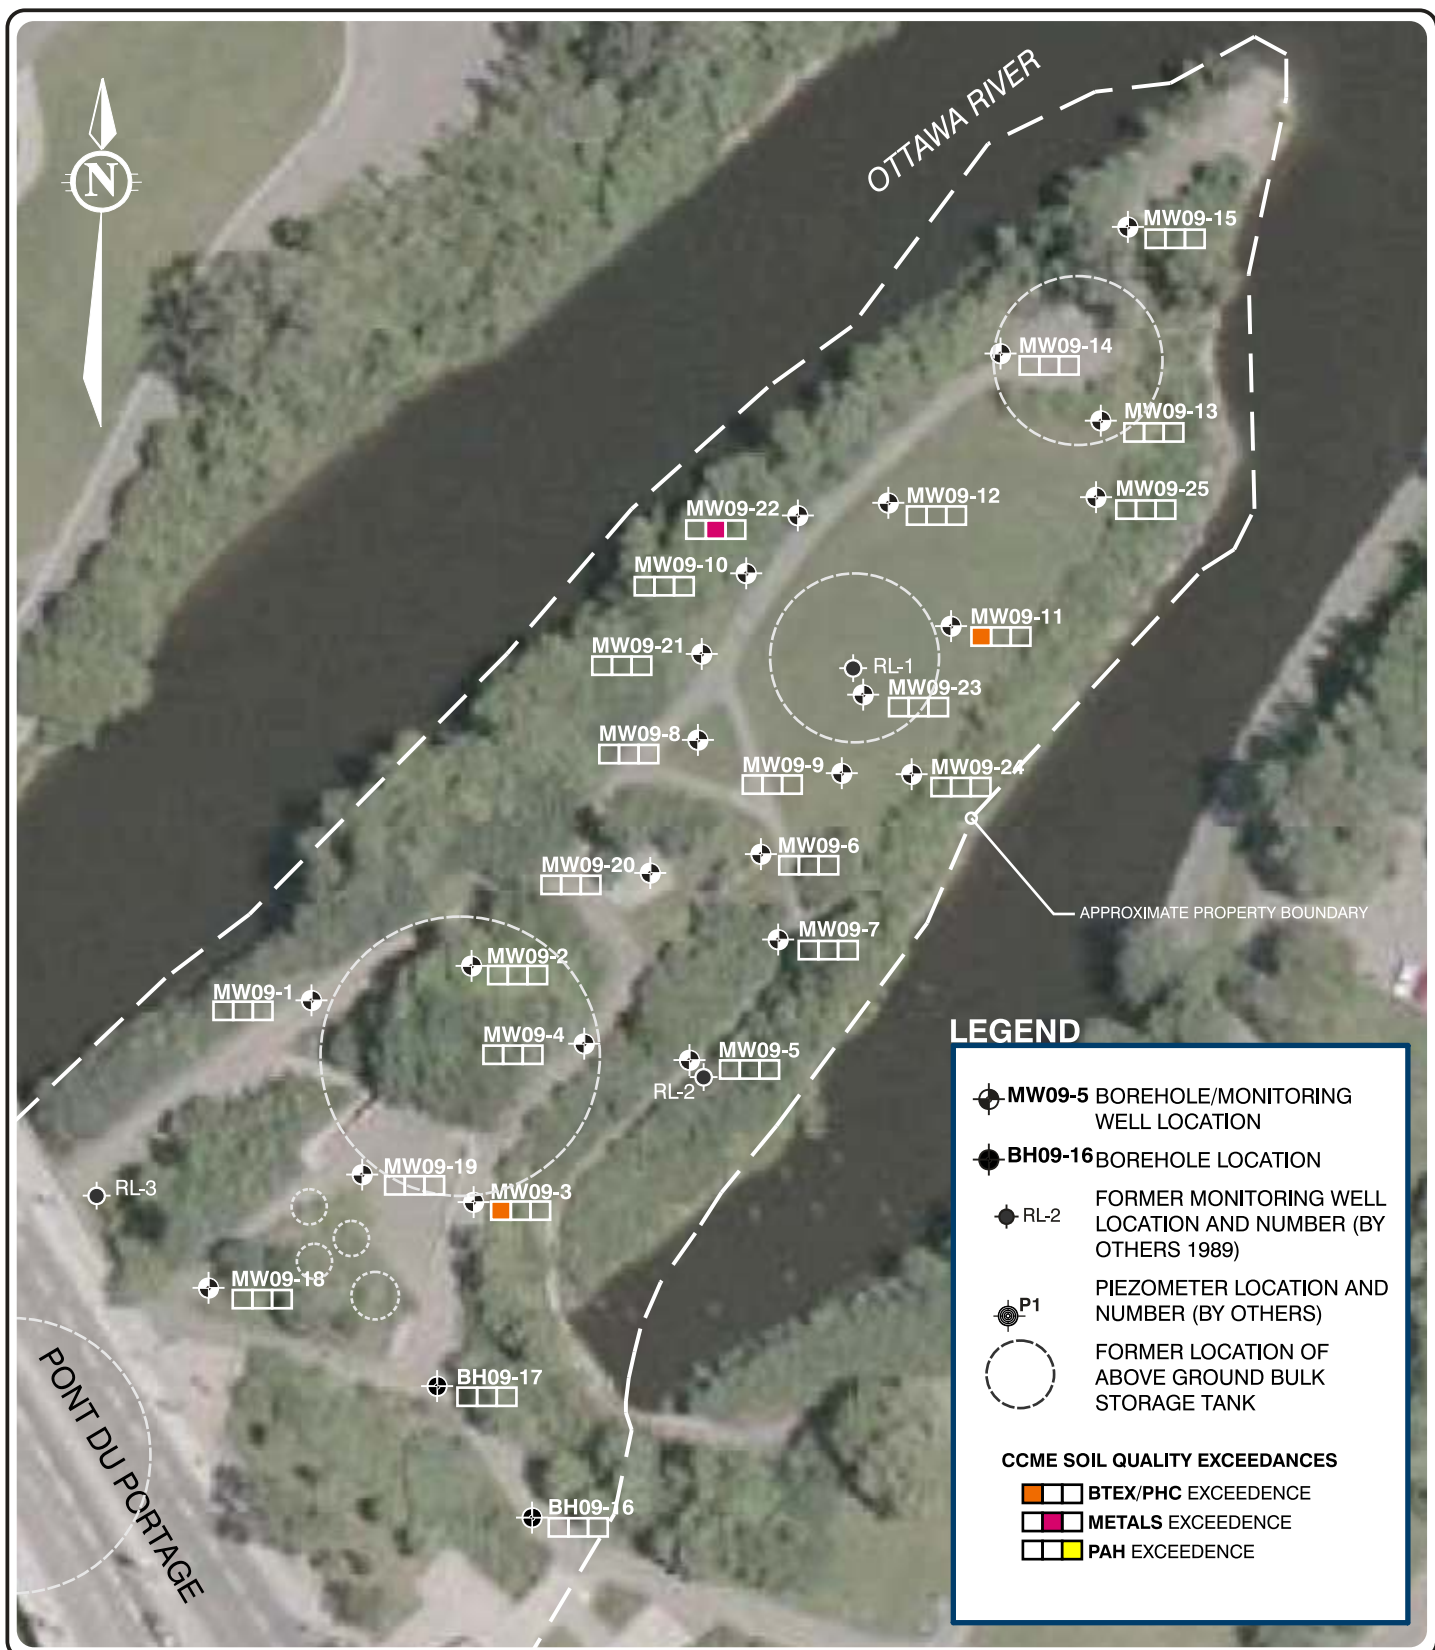 OTTAWA RIVER
N
MW09-15
MW09-14
MW09-13
MW09-25
MW09-12
MW09-22
MW09-10
MW09-11
MW09-21
RL-1
MW09-23
MW09-8
MW09-9
MW09-24
MW09-6
MW09-20
APPROXIMATE PROPERTY BOUNDARY
MW09-7
MW09-2
MW09-1
MW09-4
MW09-5
RL-2
MW09-19
RL-3
MW09-3
MW09-18
BH09-17
PONT DU PORTAGE
BH09-16
LEGEND
MW09-5 BOREHOLE/MONITORING
WELL LOCATION
BH09-16 BOREHOLE LOCATION
FORMER MONITORING WELL
RL-2 LOCATION AND NUMBER (BY
OTHERS 1989)
PIEZOMETER LOCATION AND
P1 NUMBER (BY OTHERS)
FORMER LOCATION OF
ABOVE GROUND BULK
STORAGE TANK
CCME SOIL QUALITY EXCEEDANCES
BTEX/PHC EXCEEDENCE
METALS EXCEEDENCE
PAH EXCEEDENCE